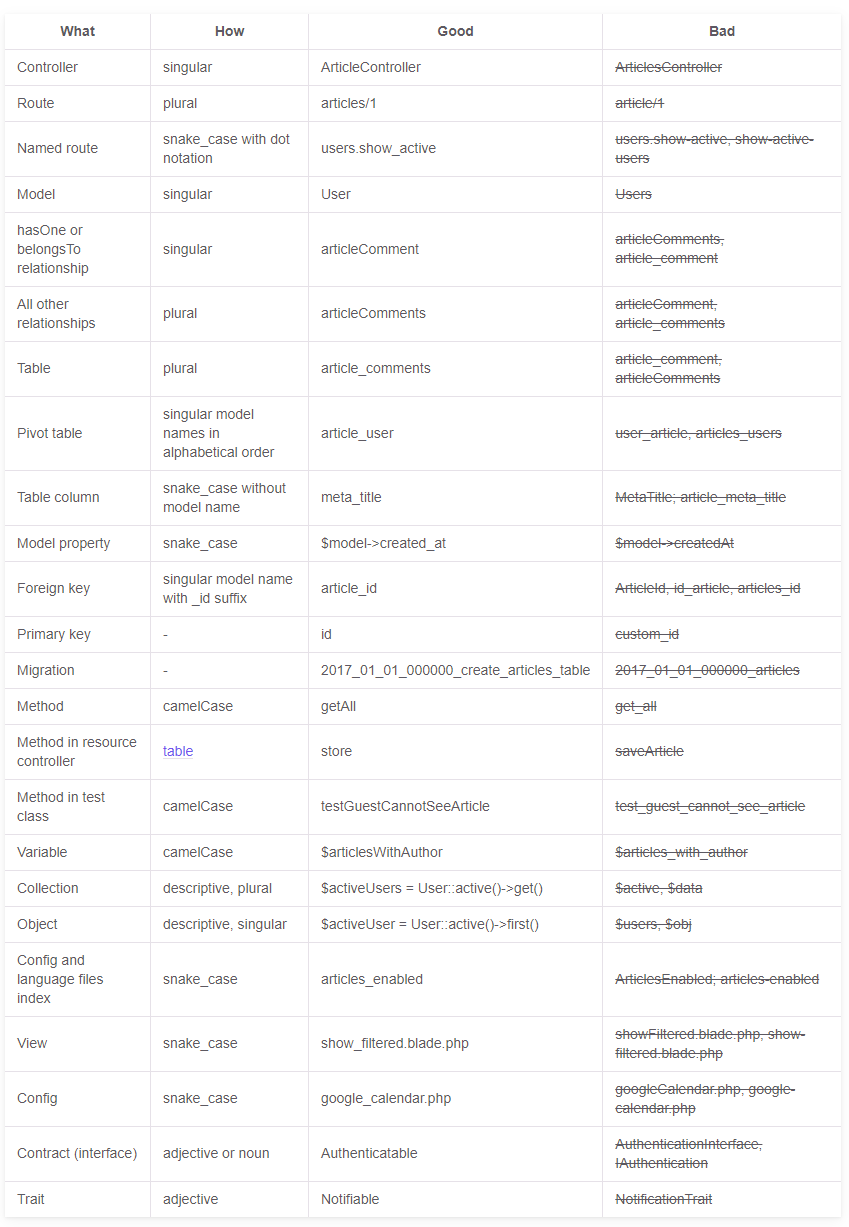 What How Good Bad
Controller singular ArticleController ArticlesController
Route plural articles/1 article/1
Named route snake_case with dot notation users.show_active users.show-active, show-active-users
Model singular User Users
hasOne or belongsTo relationship singular articleComment articleComments, article_comment
All other relationships plural articleComments articleComment, article_comments
Table plural article_comments article_comment, articleComments
Pivot table singular model names in alphabetical order article_user user_article, articles_users
Table column snake_case without model name meta_title MetaTitle; article_meta_title
Model property snake_case $model->created_at $model->createdAt
Foreign key singular model name with _id suffix article_id ArticleId, id_article, articles_id
Primary key - id custom_id
Migration - 2017_01_01_000000_create_articles_table 2017_01_01_000000_articles
Method camelCase getAll get_all
Method in resource controller table store saveArticle
Method in test class camelCase testGuestCannotSeeArticle test_guest_cannot_see_article
Variable camelCase $articlesWithAuthor $articles_with_author
Collection descriptive, plural $activeUsers = User::active()->get() $active, $data
Object descriptive, singular $activeUser = User::active()->first() $users, $obj
Config and language files index snake_case articles_enabled ArticlesEnabled; articles-enabled
View snake_case show_filtered.blade.php showFiltered.blade.php, show-filtered.blade.php
Config snake_case google_calendar.php googleCalendar.php, google-calendar.php
Contract (interface) adjective or noun Authenticatable AuthenticationInterface, IAuthentication
Trait adjective Notifiable NotificationTrait